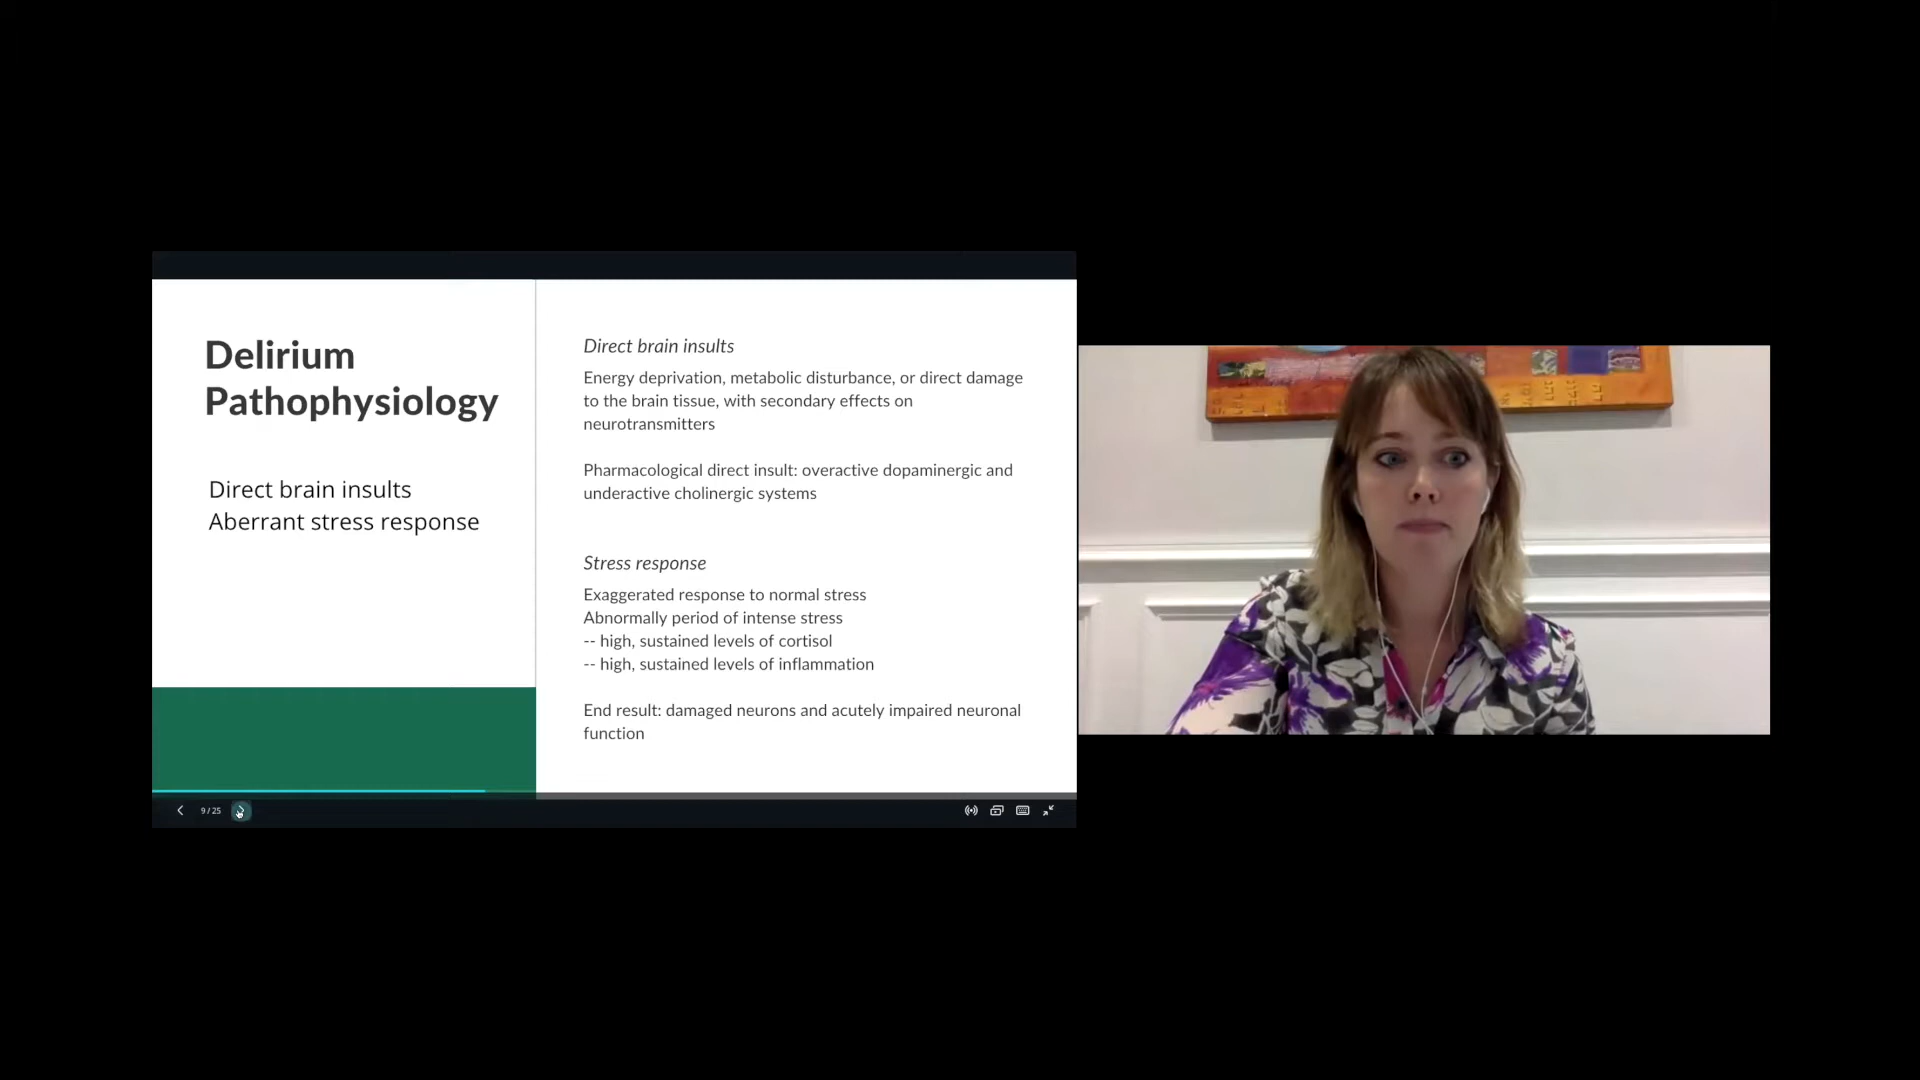 Delirium
Pathophysiology
Direct brain insults
Aberrant stress response
Direct brain insults
Energy deprivation, metabolic disturbance, or direct damage
to the brain tissue, with secondary effects on
neurotransmitters
Pharmacological direct insult: overactive dopaminergic and
underactive cholinergic systems
Stress response
Exaggerated response to normal stress
Abnormally period of intense stress
-- high, sustained levels of cortisol
-- high, sustained levels of inflammation
End result: damaged neurons and acutely impaired neuronal
function
9 / 25